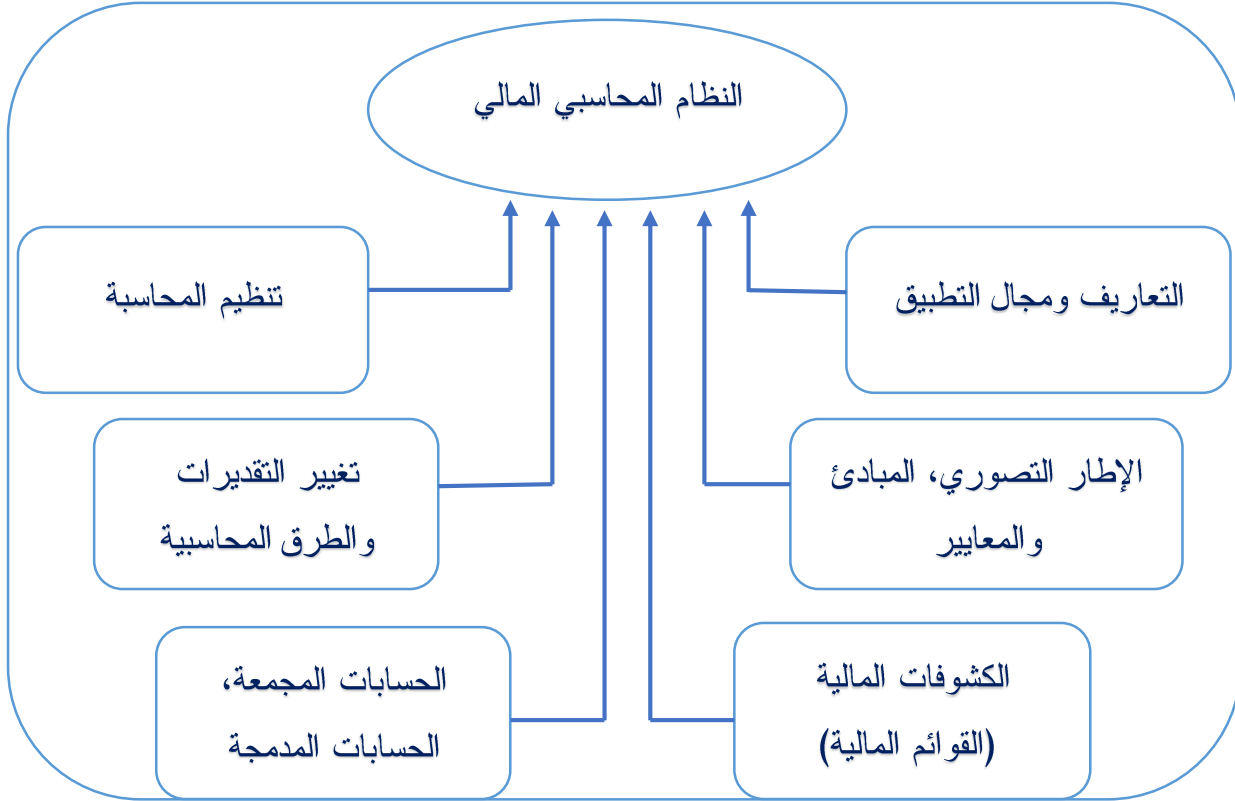 النظام المحاسبي المالي
التعاريف ومجال التطبيق
تنظيم المحاسبة
الإطار التصوري، المبادئ
والمعايير
تغيير التقديرات
والطرق المحاسبية
الكشوفات المالية
(القوائم المالية)
الحسابات المجمعة،
الحسابات المدمجة